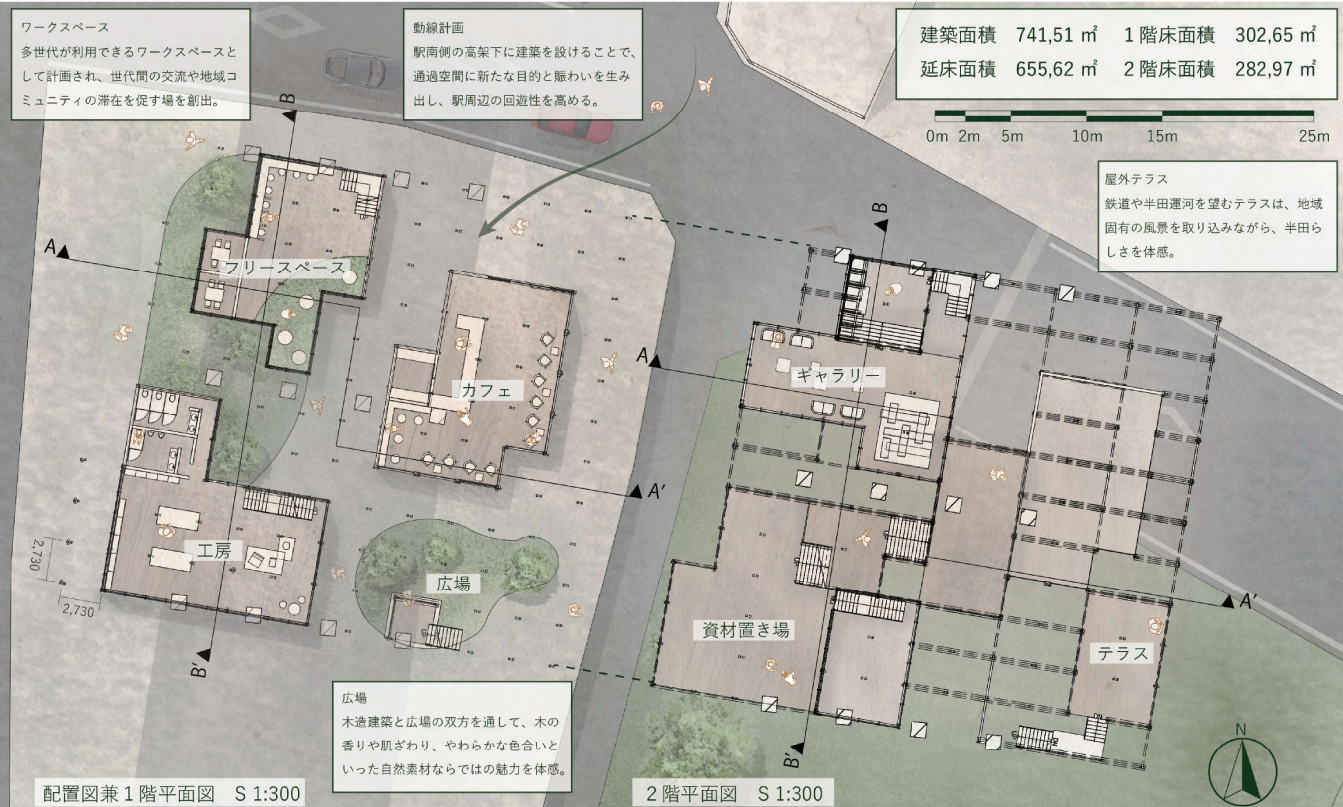 ワークスペース
多世代が利用できるワークスペースと
して計画され、世代間の交流や地域コ
ミュニティの滞在を促す場を創出。
動線計画
駅南側の高架下に建築を設けることで、
通過空間に新たな目的と賑わいを生み
出し、駅周辺の回遊性を高める。
建築面積 741,51 ㎡ 1階床面積 302,65 ㎡
延床面積 655,62 ㎡ 2階床面積 282,97 ㎡
0m 2m 5m 10m 15m 25m
屋外テラス
鉄道や半田運河を望むテラスは、地域
固有の風景を取り込みながら、半田ら
しさを体感。
B
A
フリースペース
カフェ
A'
工房
広場
2,730
2,730
B'
B
A
ギャラリー
資材置き場
テラス
A'
B'
広場
木造建築と広場の双方を通して、木の
香りや肌ざわり、やわらかな色合いと
いった自然素材ならではの魅力を体感。
配置図兼1階平面図 S 1:300
2階平面図 S 1:300
N